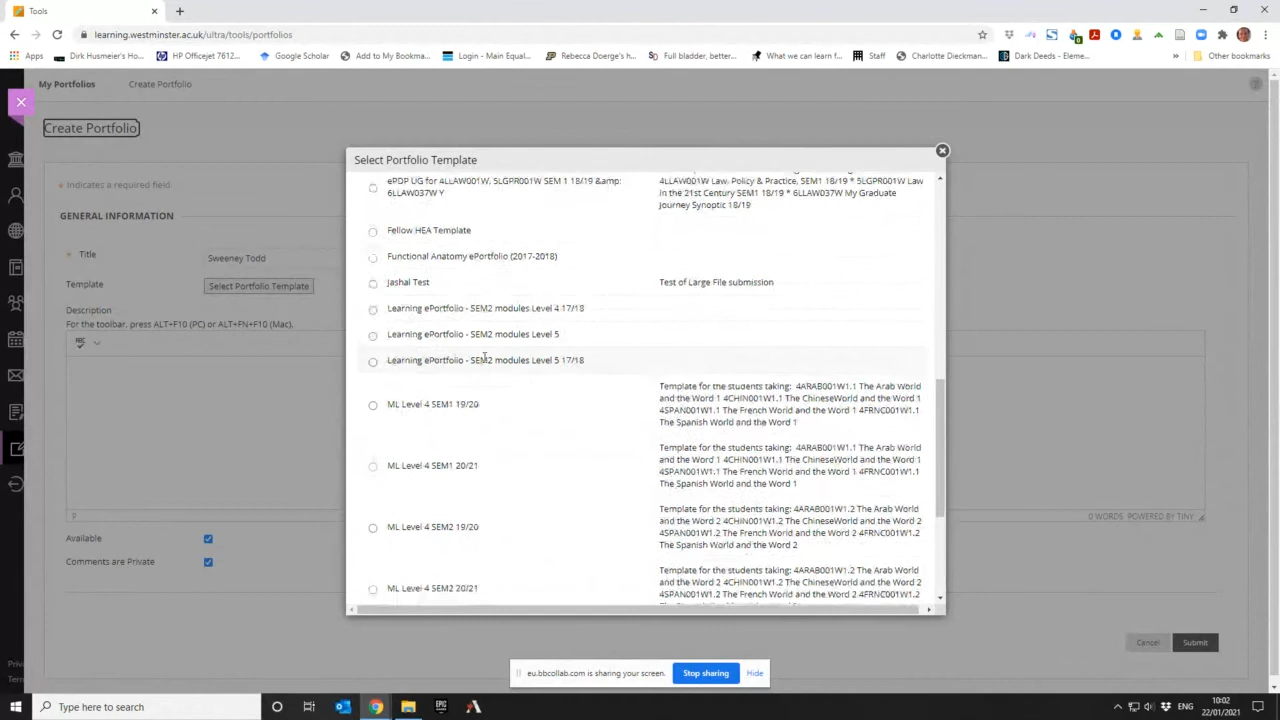 Tools
learning.westminster.ac.uk/ultra/tools/portfolios
Apps
Dirk Husmeier's Ho...
HP Officejet 7612...
Google Scholar
Add to My Bookma...
Login - Main Equal...
Rebecca Doerge's h...
Full bladder, better...
What we can learn f...
Staff
Charlotte Dieckman...
Dark Deeds - Eleme...
»
Other bookmarks
My Portfolios
Create Portfolio
Create Portfolio
* Indicates a required field
GENERAL INFORMATION
* Title
Sweeney Todd
Template
Select Portfolio Template
Description
For the toolbar, press ALT+F10 (PC) or ALT+FN+F10 (Mac).
P
0 WORDS POWERED BY TINY
Available
Comments are Private
Cancel
Submit
Select Portfolio Template
ePDP UG for 4LLAW001W, 5LGPR001W SEM 1 18/19 &amp;
6LLAW037W Y
4LLAW001W Law, Policy & Practice, SEM1 18/19 * 5LGPR001W Law
in the 21st Century SEM1 18/19 * 6LLAW037W My Graduate
Journey Synoptic 18/19
Fellow HEA Template
Functional Anatomy ePortfolio (2017-2018)
Jashal Test
Test of Large File submission
Learning ePortfolio - SEM2 modules Level 4 17/18
Learning ePortfolio - SEM2 modules Level 5
Learning ePortfolio - SEM2 modules Level 5 17/18
ML Level 4 SEM1 19/20
Template for the students taking: 4ARAB001W1.1 The Arab World
and the Word 1 4CHIN001W1.1 The ChineseWorld and the Word 1
4SPAN001W1.1 The French World and the Word 1 4FRNC001W1.1
The Spanish World and the Word 1
ML Level 4 SEM1 20/21
Template for the students taking: 4ARAB001W1.1 The Arab World
and the Word 1 4CHIN001W1.1 The ChineseWorld and the Word 1
4SPAN001W1.1 The French World and the Word 1 4FRNC001W1.1
The Spanish World and the Word 1
ML Level 4 SEM2 19/20
Template for the students taking: 4ARAB001W1.2 The Arab World
and the Word 2 4CHIN001W1.2 The ChineseWorld and the Word 2
4SPAN001W1.2 The French World and the Word 2 4FRNC001W1.2
The Spanish World and the Word 2
ML Level 4 SEM2 20/21
Template for the students taking: 4ARAB001W1.2 The Arab World
and the Word 2 4CHIN001W1.2 The ChineseWorld and the Word 2
4SPAN001W1.2 The French World and the Word 2 4FRNC001W1.2
Priva
Term
eu.bbcollab.com is sharing your screen.
Stop sharing
Hide
Type here to search
EPIC
ENG
10:02
22/01/2021